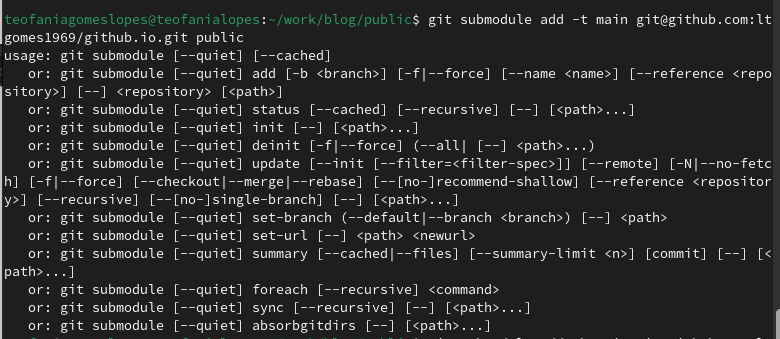 teofaniagomeslopes@teofanialopes:~/work/blog/public$ git submodule add -t main git@github.com:lt
gomes1969/github.io.git public
usage: git submodule [--quiet] [--cached]
   or: git submodule [--quiet] add [-b <branch>] [-f|--force] [--name <name>] [--reference <repo
sitory>] [--] <repository> [<path>]
   or: git submodule [--quiet] status [--cached] [--recursive] [--] [<path>...]
   or: git submodule [--quiet] init [--] [<path>...]
   or: git submodule [--quiet] deinit [-f|--force] (--all| [--] <path>...)
   or: git submodule [--quiet] update [--init [--filter=<filter-spec>]] [--remote] [-N|--no-fetc
h] [-f|--force] [--checkout|--merge|--rebase] [--[no-]recommend-shallow] [--reference <repositor
y>] [--recursive] [--[no-]single-branch] [--] [<path>...]
   or: git submodule [--quiet] set-branch (--default|--branch <branch>) [--] <path>
   or: git submodule [--quiet] set-url [--] <path> <newurl>
   or: git submodule [--quiet] summary [--cached|--files] [--summary-limit <n>] [commit] [--] [<
path>...]
   or: git submodule [--quiet] foreach [--recursive] <command>
   or: git submodule [--quiet] sync [--recursive] [--] [<path>...]
   or: git submodule [--quiet] absorbgitdirs [--] [<path>...]